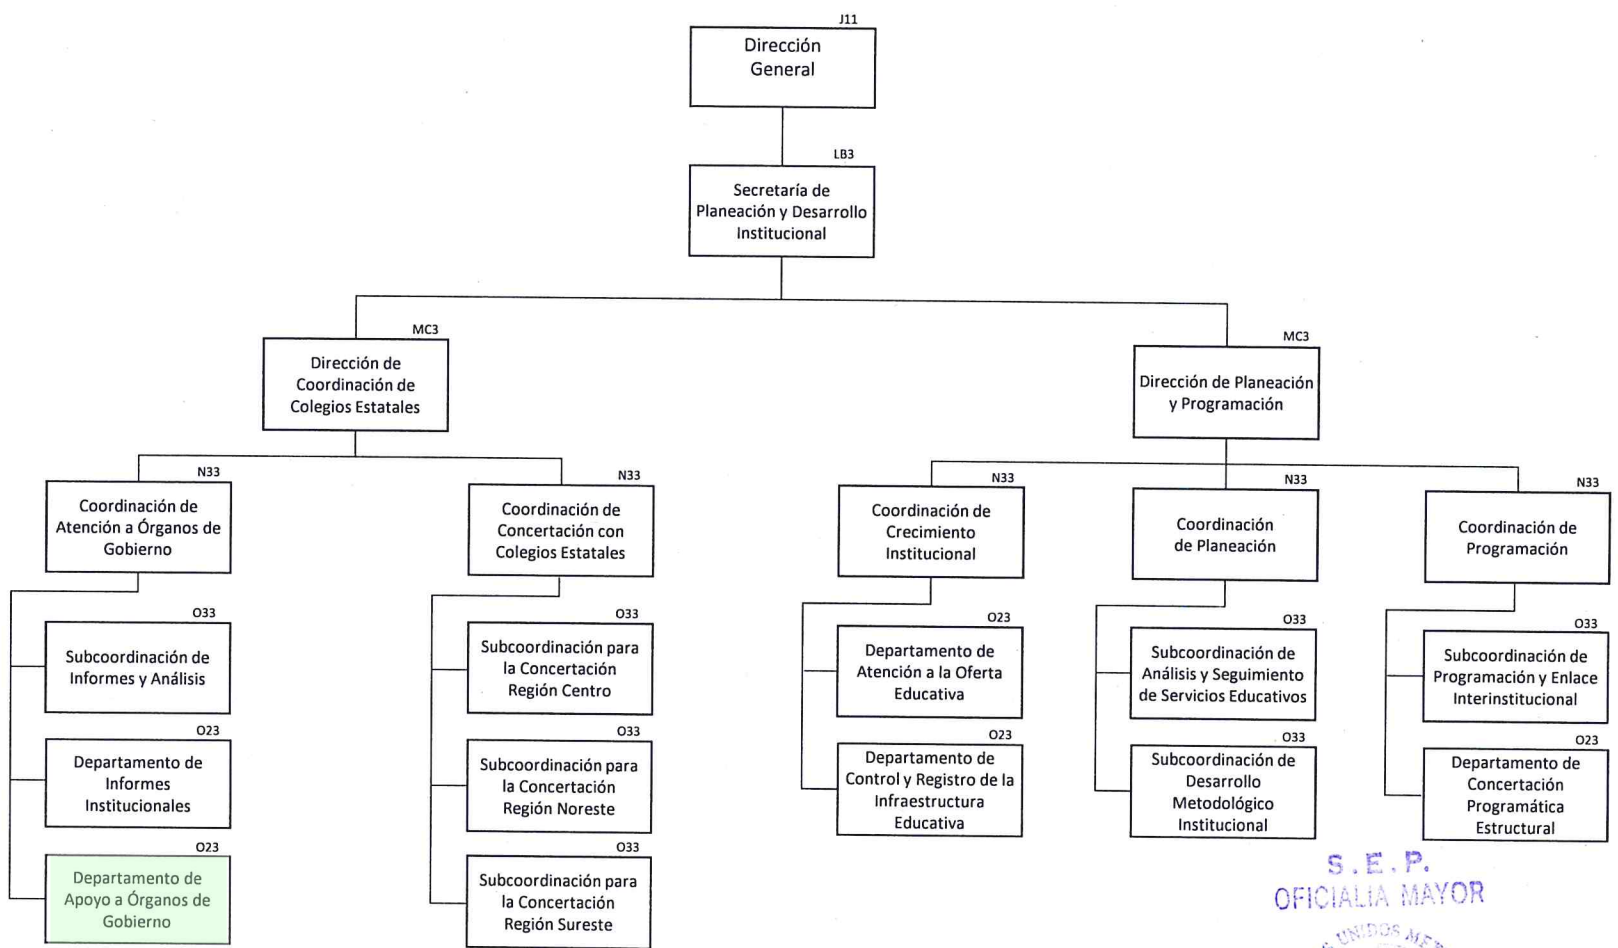 J11
Dirección
General
LB3
Secretaría de
Planeación y Desarrollo
Institucional
MC3
Dirección de
Coordinación de
Colegios Estatales
MC3
Dirección de Planeación
y Programación
N33
Coordinación de
Atención a Órganos de
Gobierno
N33
Coordinación de
Concertación con
Colegios Estatales
N33
Coordinación de
Crecimiento
Institucional
N33
Coordinación
de Planeación
N33
Coordinación de
Programación
O33
Subcoordinación de
Informes y Análisis
O23
Departamento de
Informes
Institucionales
O23
Departamento de
Apoyo a Órganos de
Gobierno
O33
Subcoordinación para
la Concertación
Región Centro
O33
Subcoordinación para
la Concertación
Región Noreste
O33
Subcoordinación para
la Concertación
Región Sureste
O23
Departamento de
Atención a la Oferta
Educativa
O23
Departamento de
Control y Registro de la
Infraestructura
Educativa
O33
Subcoordinación de
Análisis y Seguimiento
de Servicios Educativos
O33
Subcoordinación de
Desarrollo
Metodológico
Institucional
O33
Subcoordinación de
Programación y Enlace
Interinstitucional
O23
Departamento de
Concertación
Programática
Estructural
S.E.P.
OFICIALIA MAYOR
UNIDOS